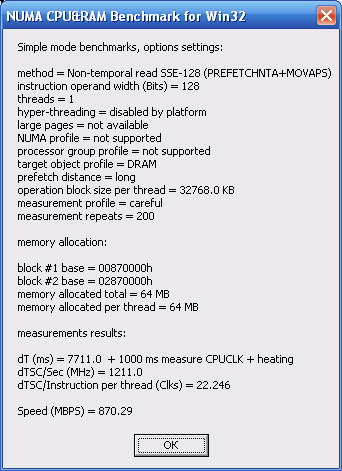 NUMA CPU&RAM Benchmark for Win32
Simple mode benchmarks, options settings:
method = Non-temporal read SSE-128 (PREFETCHNTA+MOVAPS)
instruction operand width (Bits) = 128
threads = 1
hyper-threading = disabled by platform
large pages = not available
NUMA profile = not supported
processor group profile = not supported
target object profile = DRAM
prefetch distance = long
operation block size per thread = 32768.0 KB
measurement profile = careful
measurement repeats = 200
memory allocation:
block #1 base = 00870000h
block #2 base = 02870000h
memory allocated total = 64 MB
memory allocated per thread = 64 MB
measurements results:
dT (ms) = 7711.0  + 1000 ms measure CPUCLK + heating
dTSC/Sec (MHz) = 1211.0
dTSC/Instruction per thread (Clks) = 22.246
Speed (MBPS) = 870.29
OK